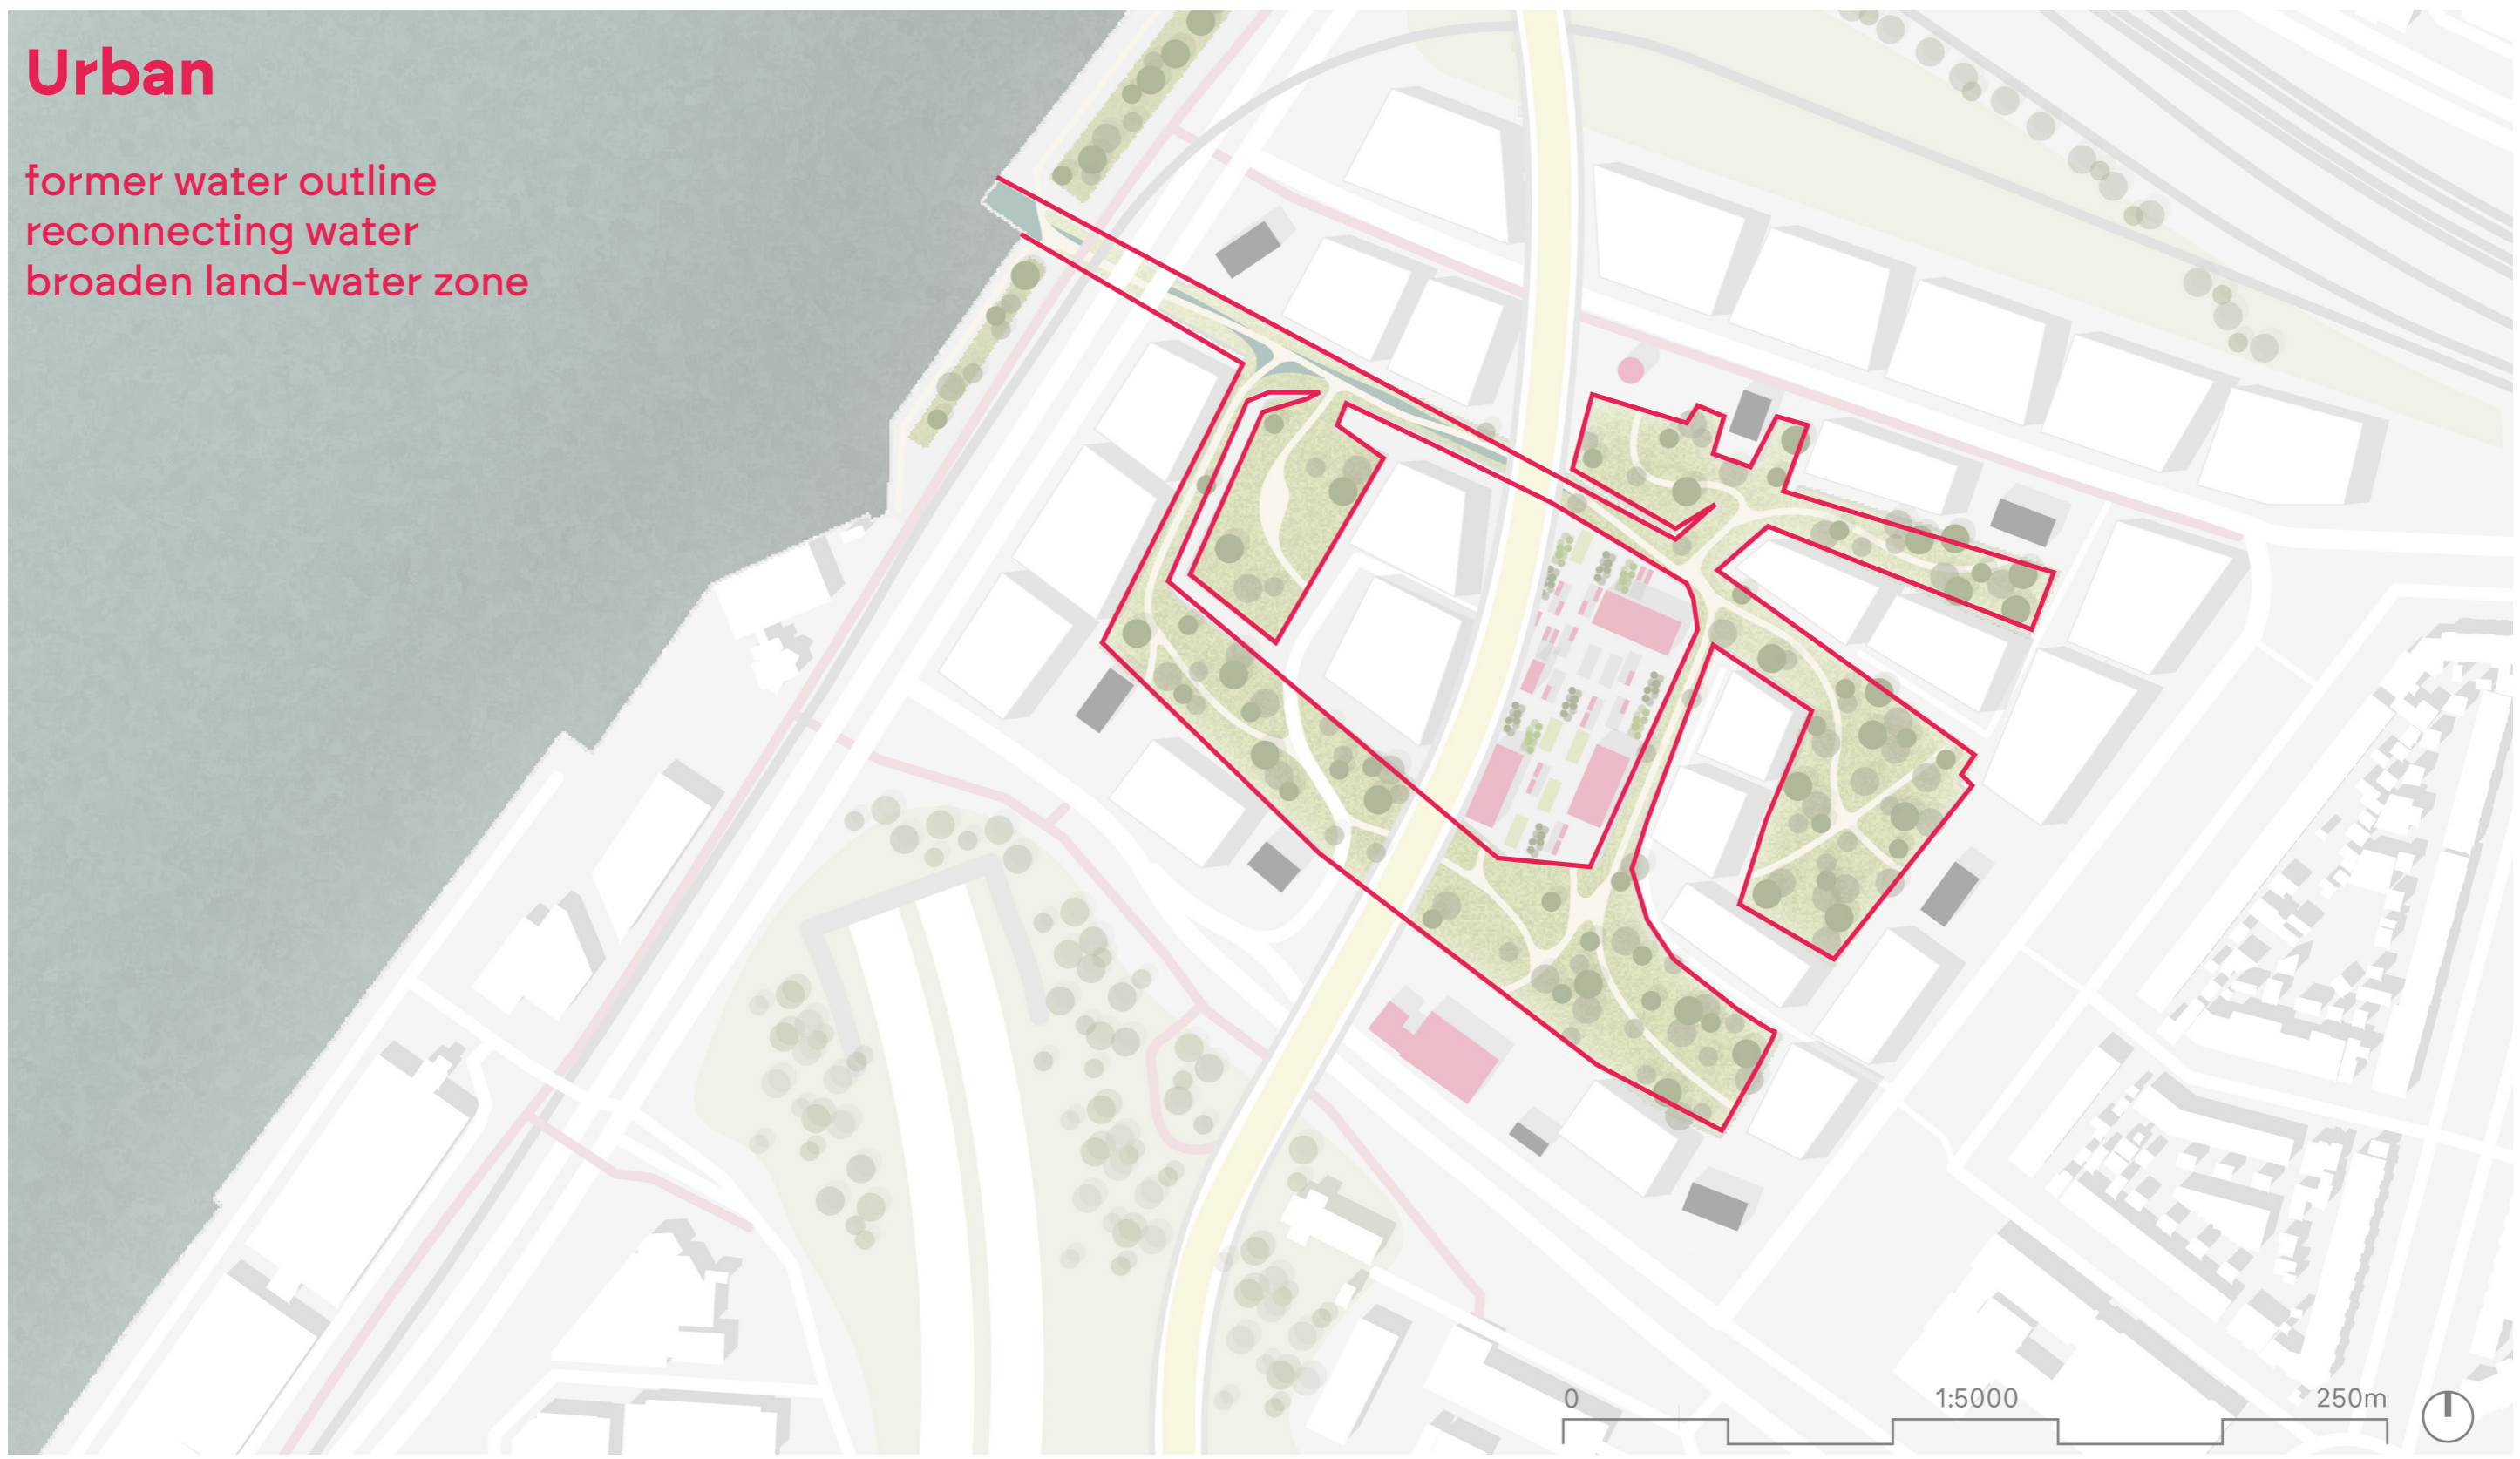 Urban
former water outline
reconnecting water
broaden land-water zone
0 1:5000 250m